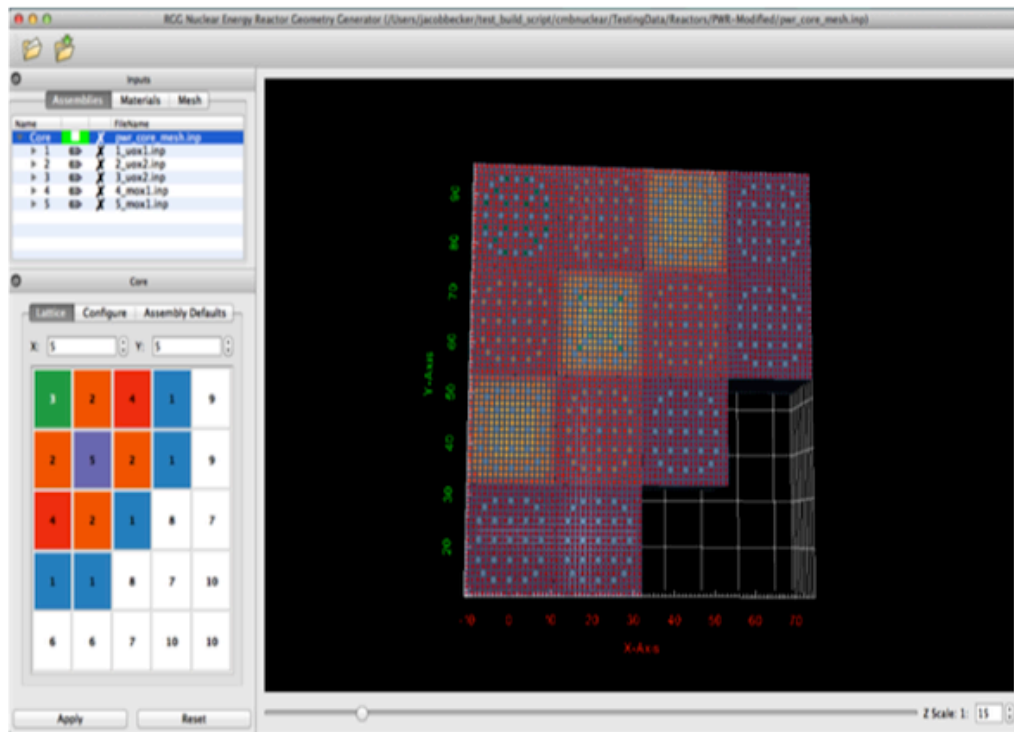 RGG Nuclear Energy Reactor Geometry Generator (/Users/jacobbecker/test_build_script/cmbnuclear/TestingData/Reactors/PWR-Modified/pwr_core_mesh.inp)
Inputs
Assemblies Materials Mesh
Name FileName
Core pwr_core_mesh.inp
1 1_uox1.inp
2 2_uox2.inp
3 3_uox2.inp
4 4_mox1.inp
5 5_mox1.inp
Core
Lattice Configure Assembly Defaults
X: 5 Y: 5
3 2 4 1 9
2 5 2 1 9
4 2 1 8 7
1 1 8 7 10
6 6 7 10 10
Apply Reset
90
80
70
60
50
40
30
20
Y-Axis
-10 0 10 20 30 40 50 60 70
X-Axis
Z Scale: 1: 15